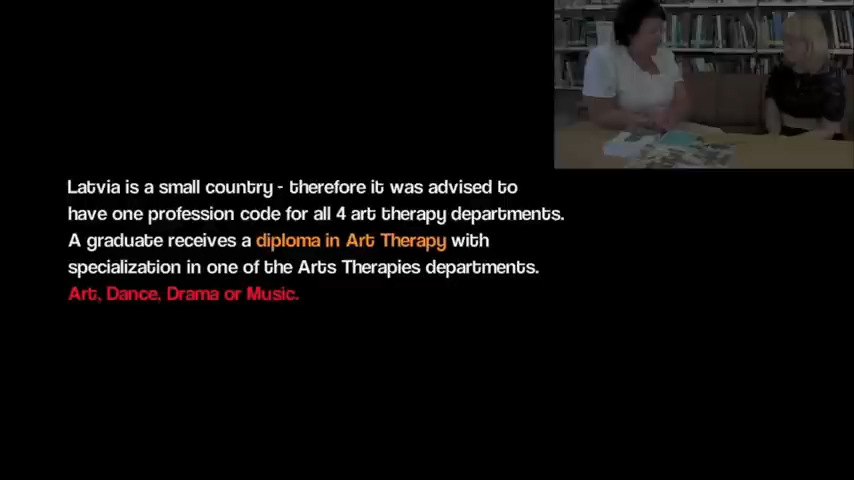 Latvia is a small country - therefore it was advised to
have one profession code for all 4 art therapy departments.
A graduate receives a diploma in Art Therapy with
specialization in one of the Arts Therapies departments.
Art, Dance, Drama or Music.